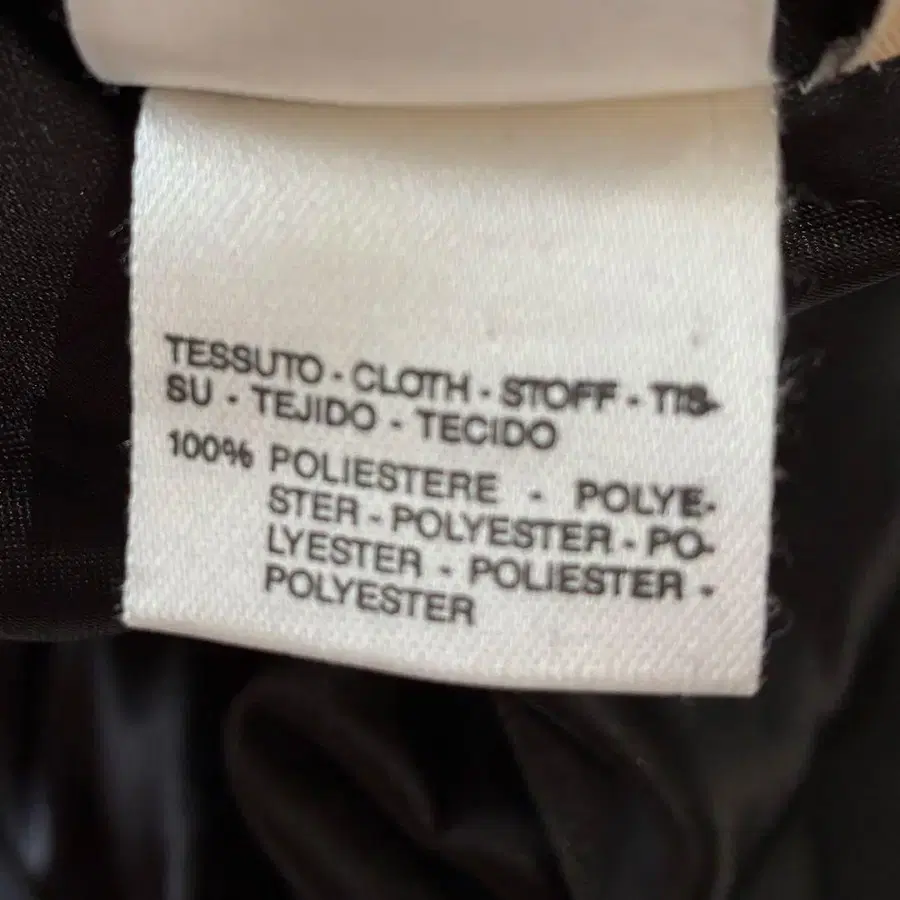 TESSUTO - CLOTH - STOFF - TIS-
SU - TEJIDO - TECIDO
100% POLIESTERE - POLYE-
STER - POLYESTER - PO-
LYESTER - POLIESTER -
POLYESTER